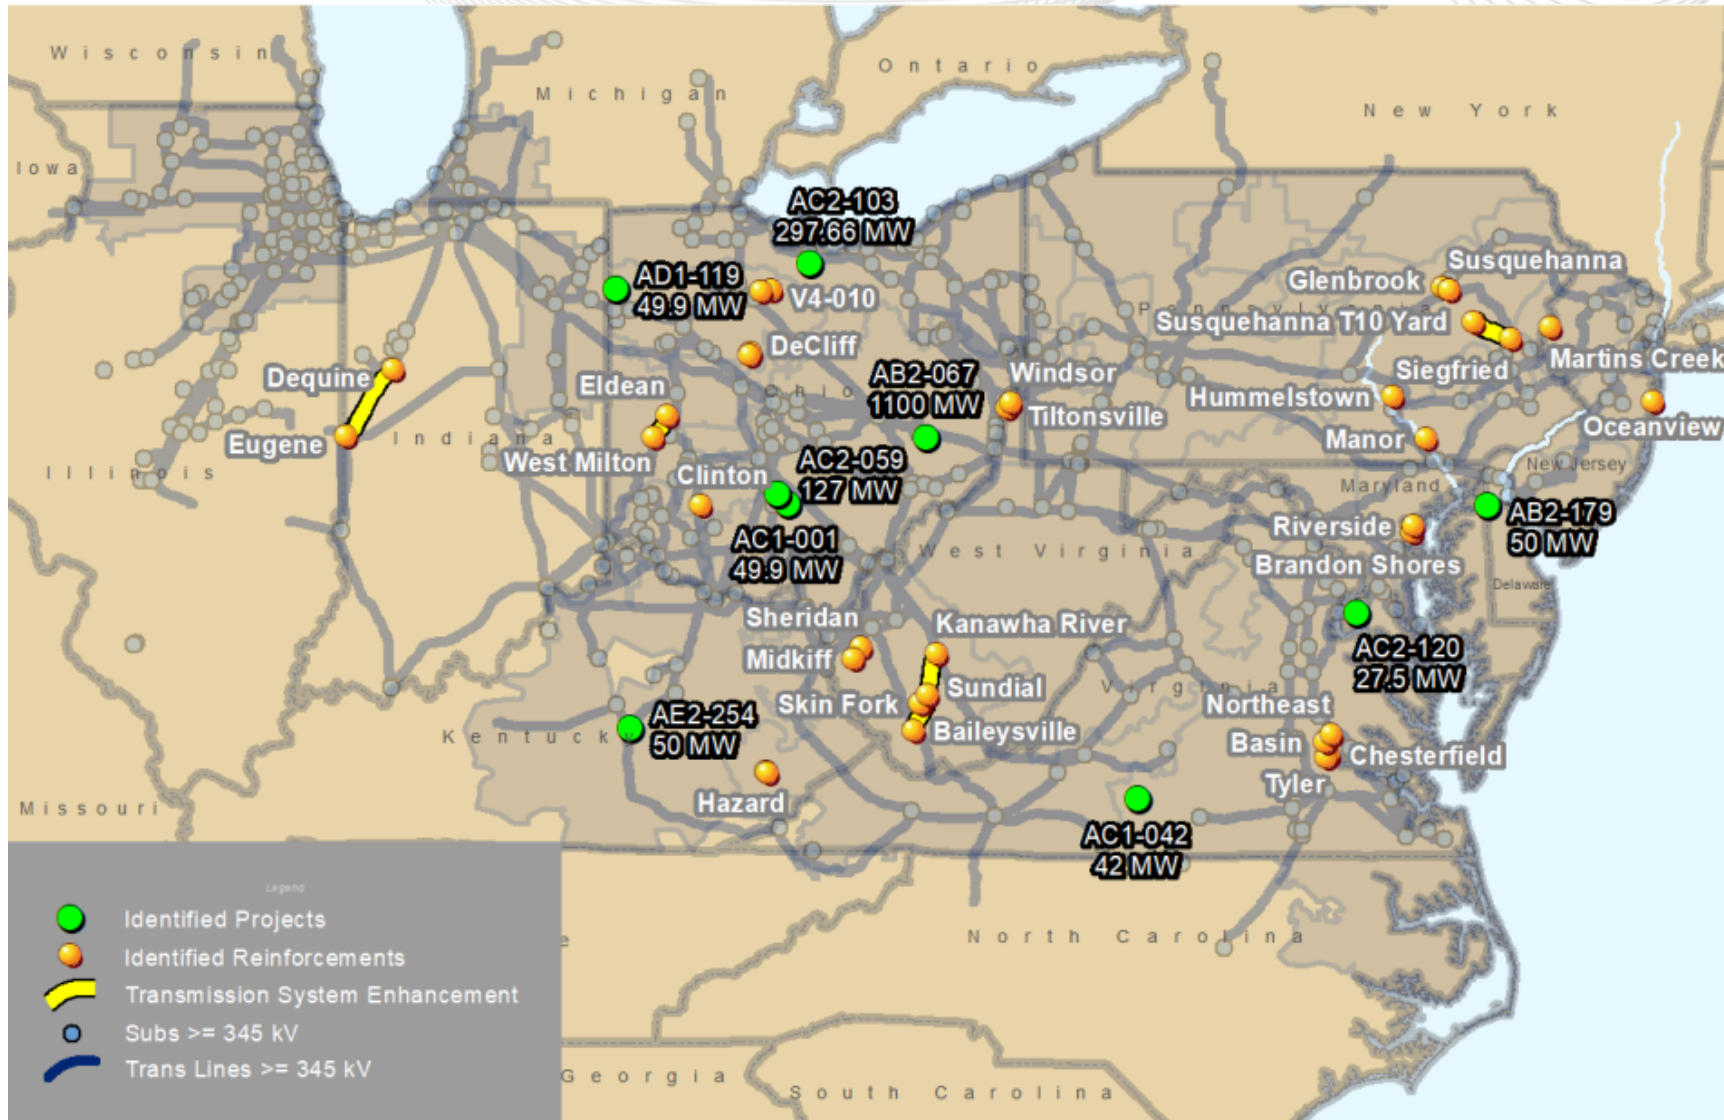 Wisconsin
Michigan
Ontario
New York
Iowa
AC2-103
297.66 MW
AD1-119
49.9 MW
V4-010
Glenbrook
Susquehanna
Pennsylvania
Susquehanna T10 Yard
DeCliff
Siegfried
Martins Creek
Dequine
Eldean
Ohio
AB2-067
1100 MW
Windsor
Tiltonsville
Hummelstown
Oceanview
Eugene
Indiana
West Milton
Manor
Illinois
Clinton
AC2-059
127 MW
New Jersey
Maryland
AC1-001
49.9 MW
West Virginia
Riverside
AB2-179
50 MW
Brandon Shores
Delaware
Sheridan
Midkiff
Kanawha River
AC2-120
27.5 MW
Skin Fork
Sundial
Virginia
Northeast
AE2-254
50 MW
Kentucky
Baileysville
Basin
Chesterfield
Tyler
Hazard
Missouri
AC1-042
42 MW
Legend
Identified Projects
Identified Reinforcements
Transmission System Enhancement
Subs >= 345 kV
Trans Lines >= 345 kV
e
North Carolina
Georgia
South Carolina